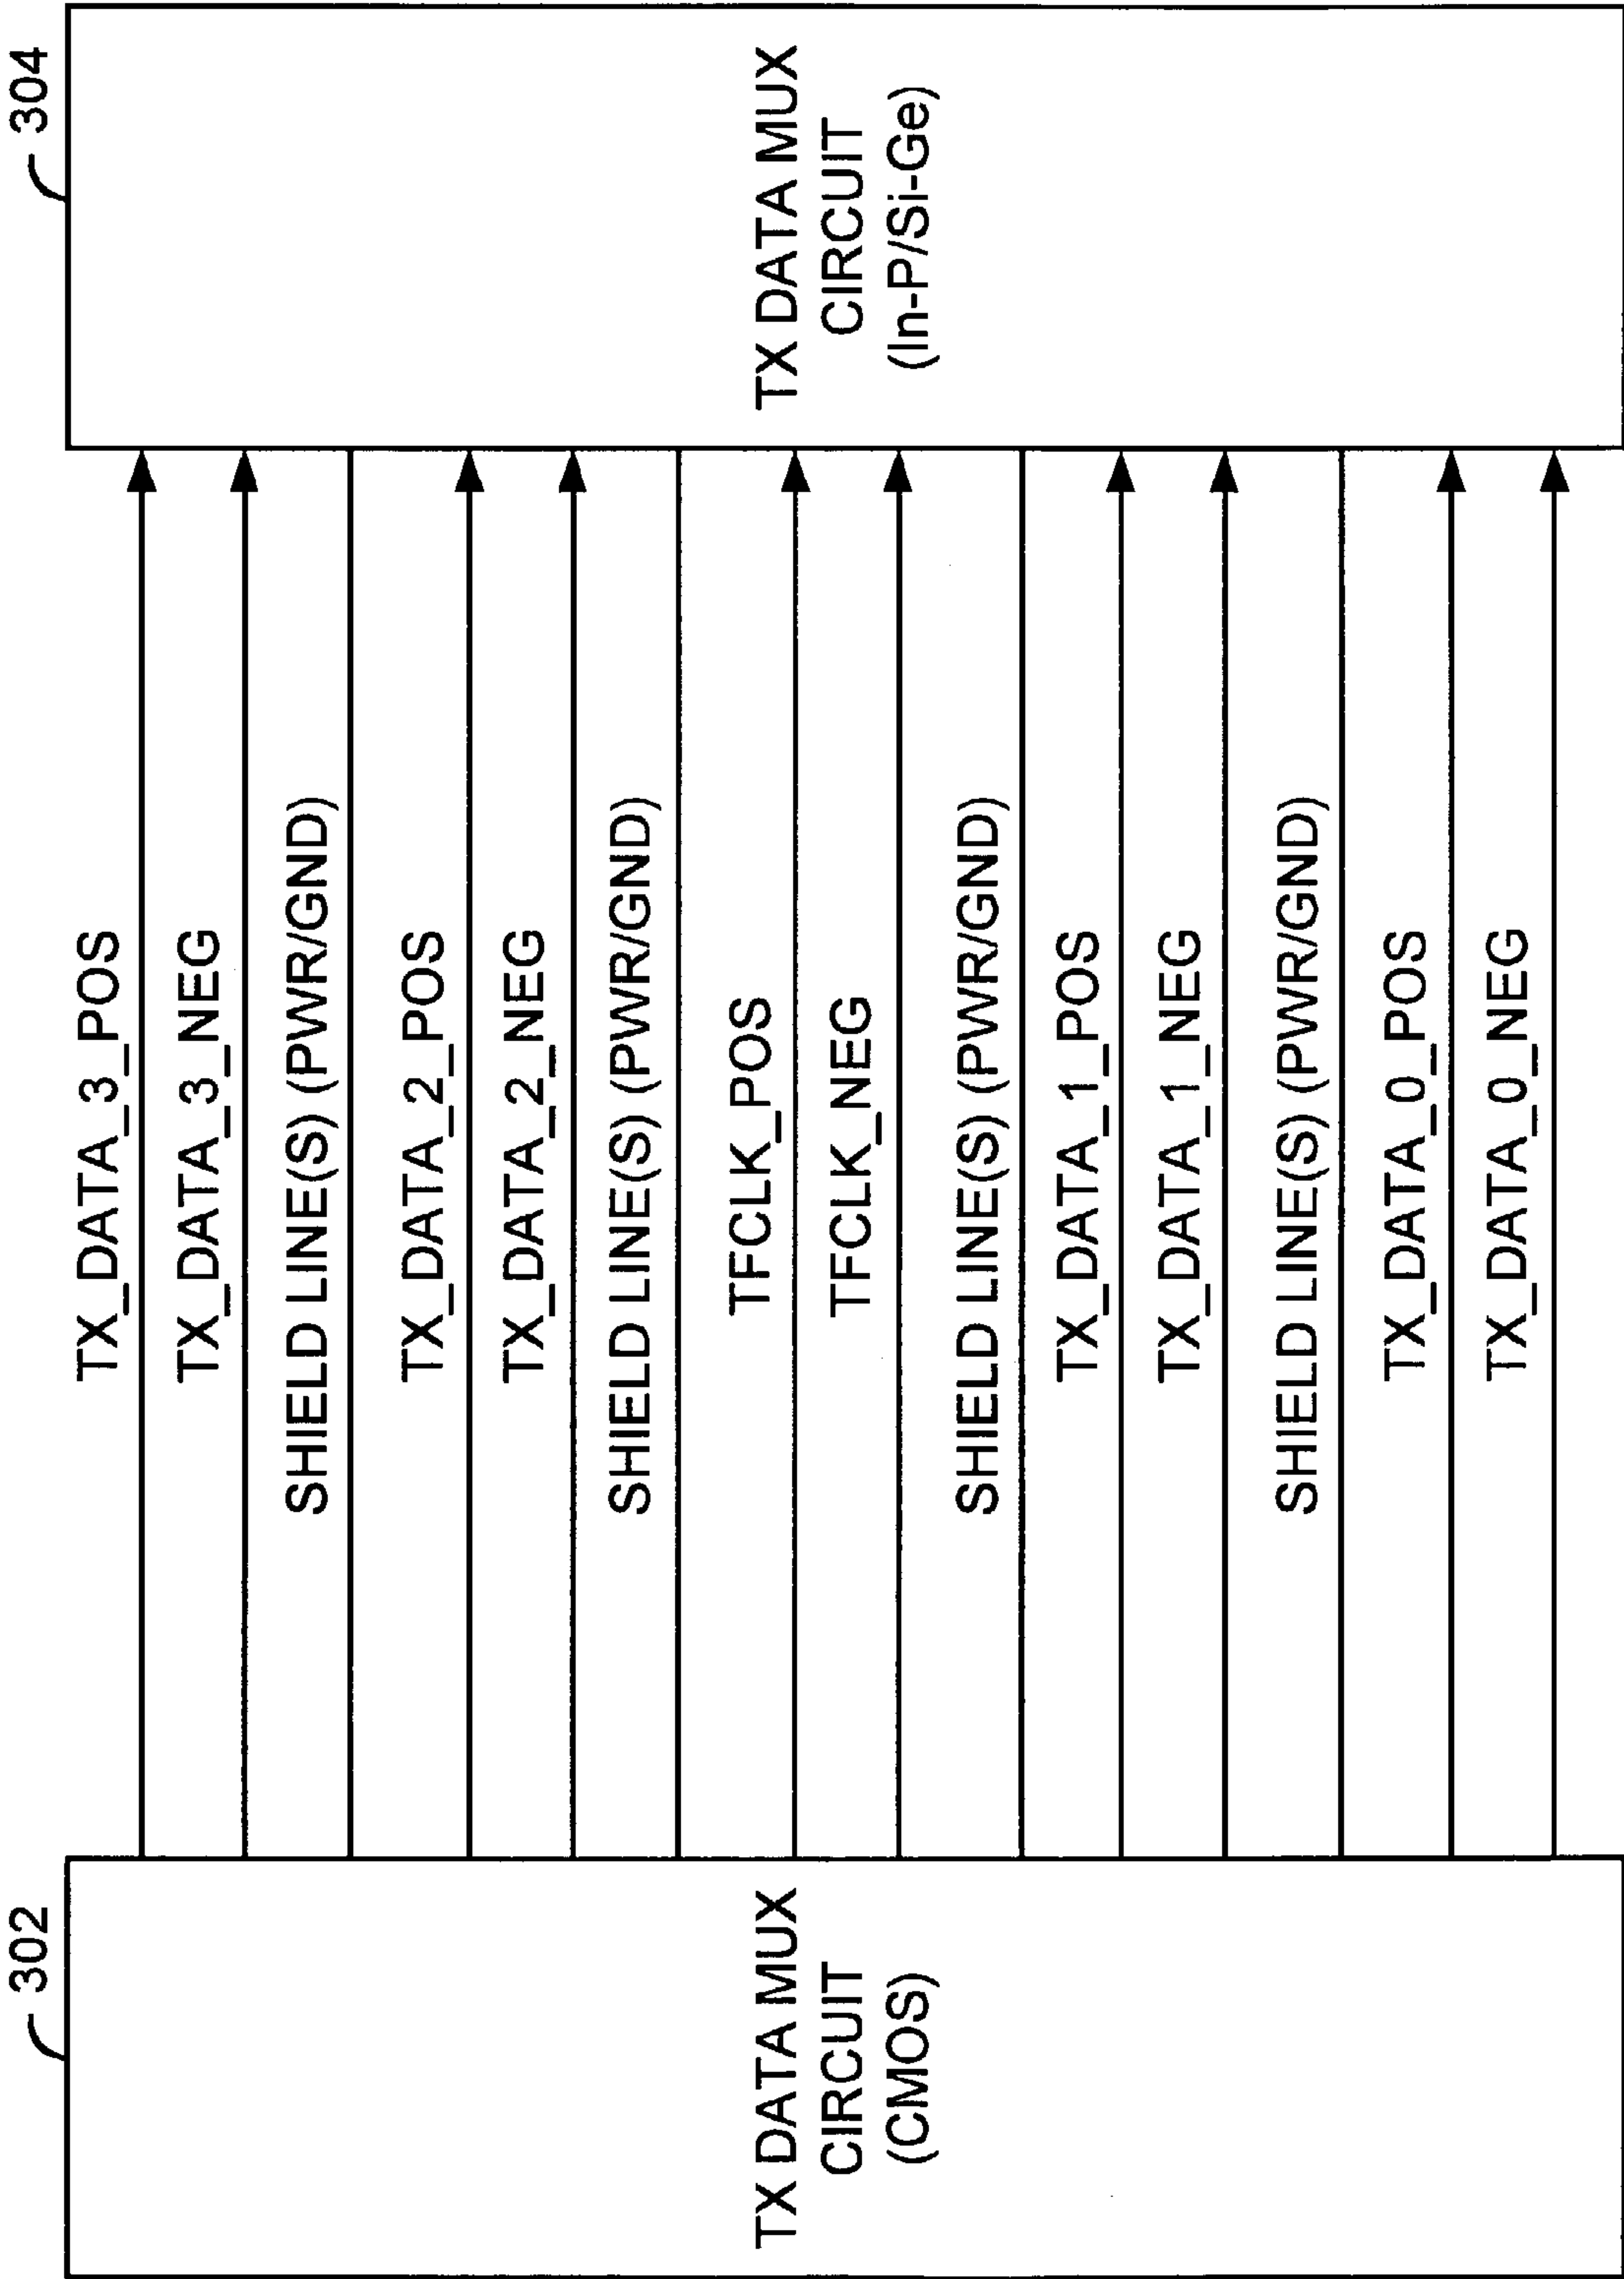 302
TX DATA MUX
CIRCUIT
(CMOS)
TX_DATA_3_POS
TX_DATA_3_NEG
SHIELD LINE(S) (PWR/GND)
TX_DATA_2_POS
TX_DATA_2_NEG
SHIELD LINE(S) (PWR/GND)
TFCLK_POS
TFCLK_NEG
SHIELD LINE(S) (PWR/GND)
TX_DATA_1_POS
TX_DATA_1_NEG
SHIELD LINE(S) (PWR/GND)
TX_DATA_0_POS
TX_DATA_0_NEG
304
TX DATA MUX
CIRCUIT
(In-P/Si-Ge)